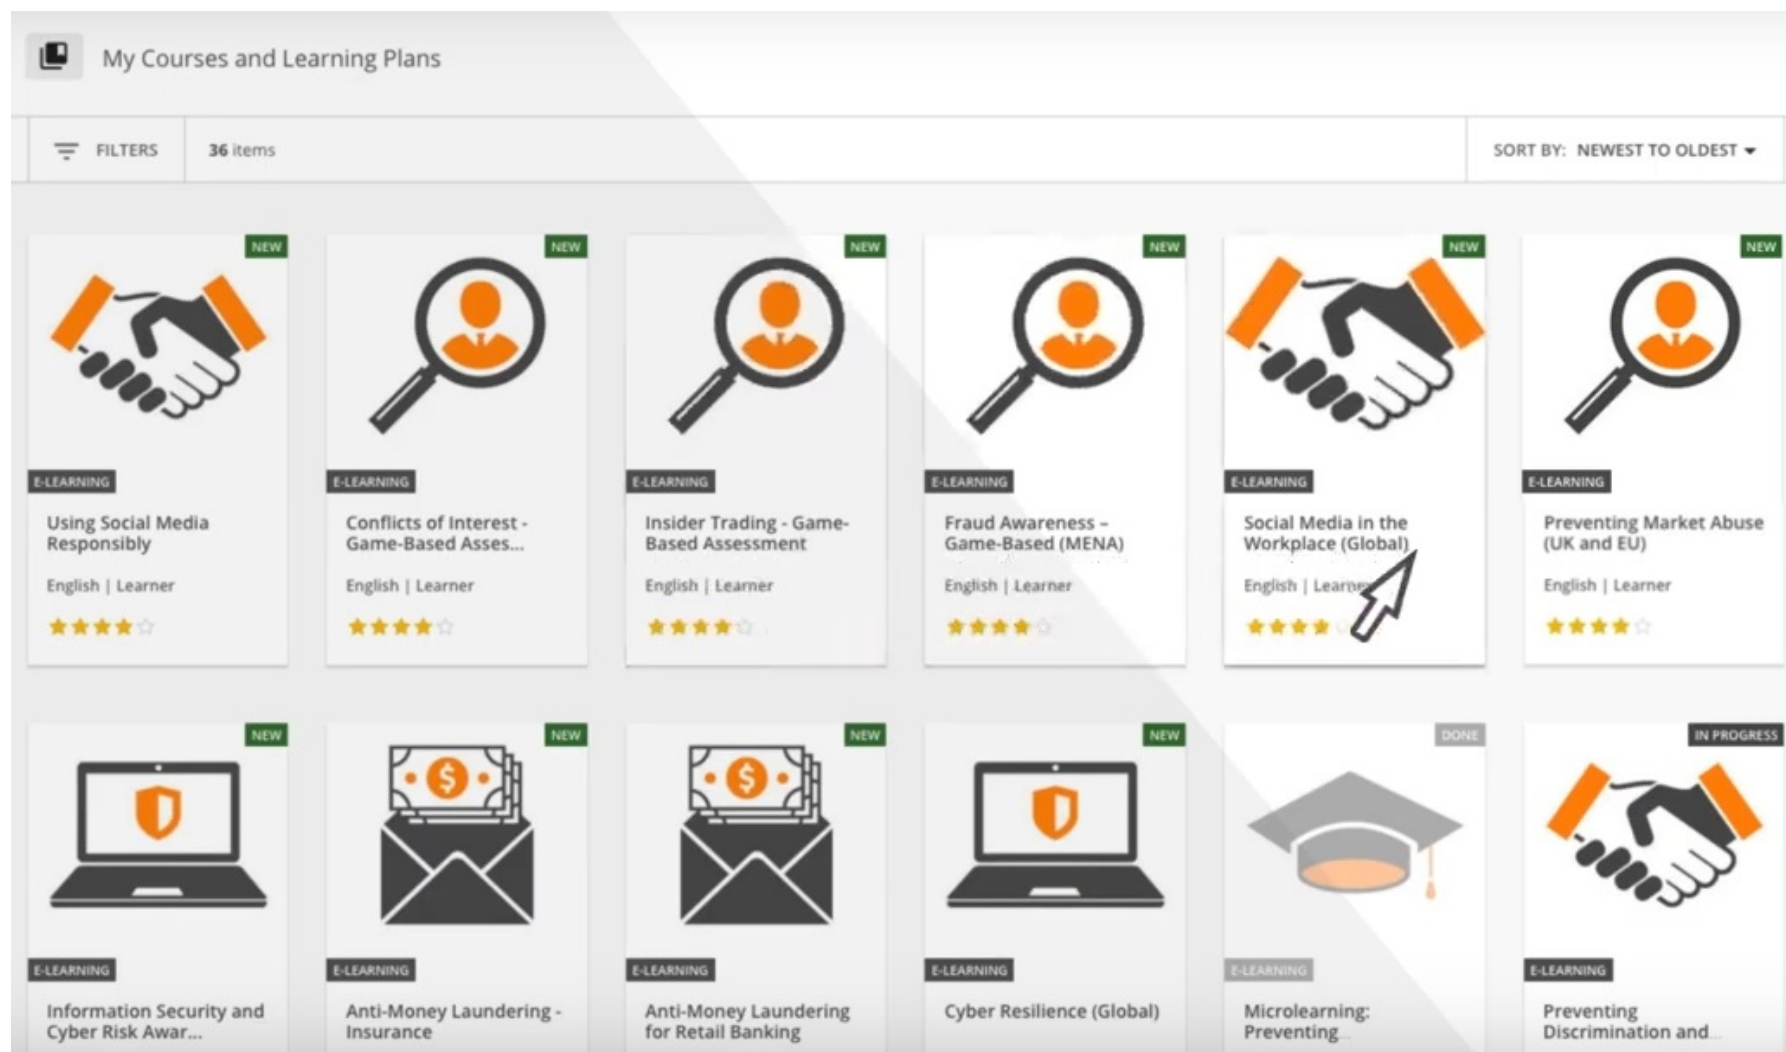 My Courses and Learning Plans
FILTERS
36 items
SORT BY: NEWEST TO OLDEST
NEW
NEW
NEW
NEW
NEW
NEW
E-LEARNING
E-LEARNING
E-LEARNING
E-LEARNING
E-LEARNING
E-LEARNING
Using Social Media
Responsibly
English | Learner
Conflicts of Interest -
Game-Based Asses...
English | Learner
Insider Trading - Game-
Based Assessment
English | Learner
Fraud Awareness –
Game-Based (MENA)
English | Learner
Social Media in the
Workplace (Global)
English | Learner
Preventing Market Abuse
(UK and EU)
English | Learner
NEW
NEW
NEW
NEW
DONE
IN PROGRESS
$
$
E-LEARNING
E-LEARNING
E-LEARNING
E-LEARNING
E-LEARNING
E-LEARNING
Information Security and
Cyber Risk Awar...
Anti-Money Laundering -
Insurance
Anti-Money Laundering
for Retail Banking
Cyber Resilience (Global)
Microlearning:
Preventing...
Preventing
Discrimination and...